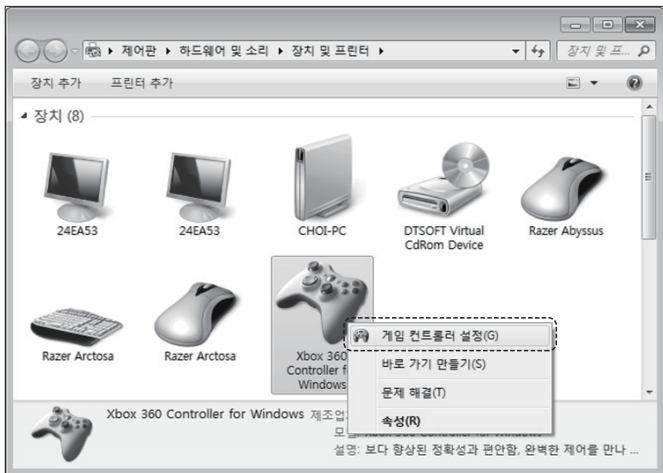 제어판 ▸ 하드웨어 및 소리 ▸ 장치 및 프린터 ▸
장치 및 프...
장치 추가 프린터 추가
장치 (8)
24EA53
24EA53
CHOI-PC
DTSOFT Virtual
CdRom Device
Razer Abyssus
Razer Arctosa
Razer Arctosa
Xbox 360
Controller f
Windows
게임 컨트롤러 설정(G)
바로 가기 만들기(S)
문제 해결(T)
속성(R)
Xbox 360 Controller for Windows 제조업
설명: 보다 향상된 정확성과 편안함, 완벽한 제어를 만나 ...